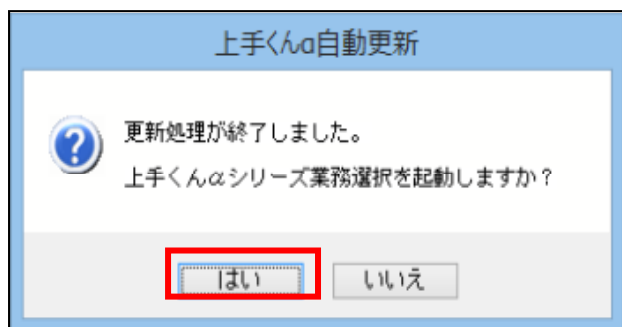 上手くんα自動更新
更新処理が終了しました。
上手くんαシリーズ業務選択を起動しますか？
はい
いいえ